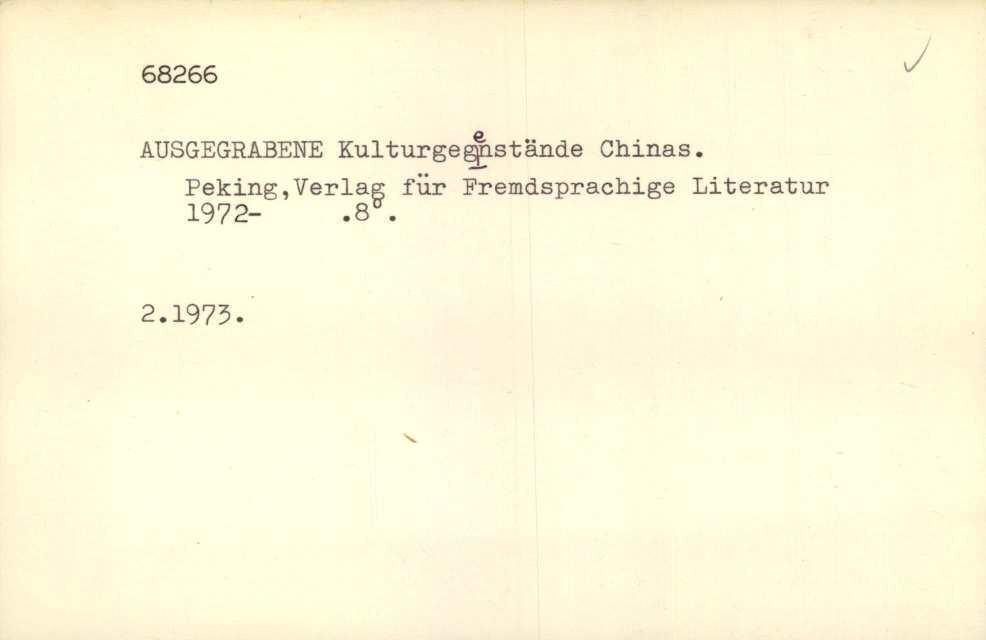 68266
AUSGEGRABENE Kulturgegenstände Chinas.
Peking,Verlag für Fremdsprachige Literatur
1972- .8°.
2.1973.